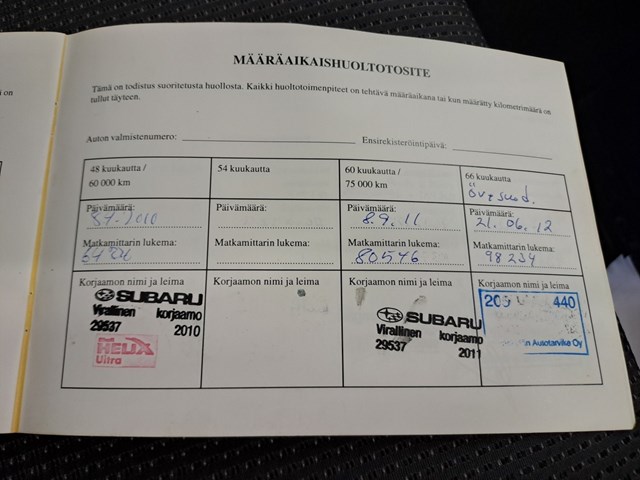 on
MÄÄRÄAIKAISHUOLTOTOSITE
Tämä on todistus suoritetusta huollosta. Kaikki huoltotoimenpiteet on tehtävä määräaikana tai kun määrätty kilometrimäärä on
tullut täyteen.
Auton valmistenumero: Ensirekisteröintipäivä:
48 kuukautta /
60 000 km
54 kuukautta
60 kuukautta /
75 000 km
66 kuukautta
Päivämäärä:
Päivämäärä:
Päivämäärä:
8.9.11
Päivämäärä:
21.06.12
Matkamittarin lukema:
Matkamittarin lukema:
Matkamittarin lukema:
80546
Matkamittarin lukema:
98234
Korjaamon nimi ja leima
SUBARU
Virallinen korjaamo
29537 2010
HELIX
Ultra
Korjaamon nimi ja leima
Korjaamon nimi ja leima
SUBARU
Virallinen korjaamo
29537 2011
Korjaamon nimi ja leima
440
Autotarvike Oy